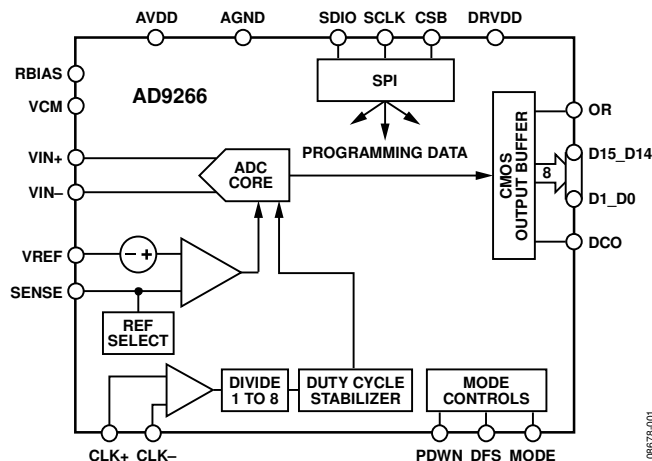 AVDD AGND SDIO SCLK CSB DRVDD
RBIAS
AD9266
SPI
VCM
OR
PROGRAMMING DATA
VIN+
ADC
CORE
CMOS
OUTPUT BUFFER
8
D15_D14
VIN–
D1_D0
VREF
– +
DCO
SENSE
REF
SELECT
DIVIDE
1 TO 8
DUTY CYCLE
STABILIZER
MODE
CONTROLS
CLK+ CLK– PDWN DFS MODE
08678-001